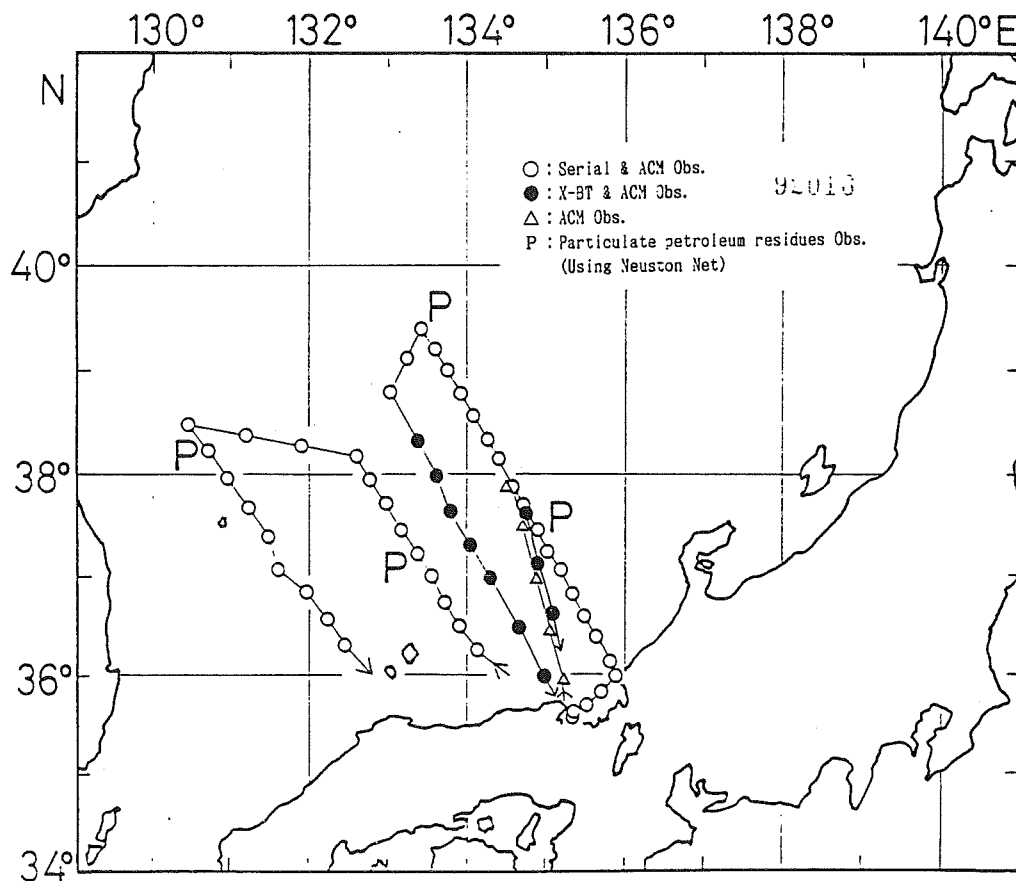 130° 132° 134° 136° 138° 140°E
N
○ : Serial & ACM Obs.
● : X-BT & ACM Obs.
△ : ACM Obs.
P : Particulate petroleum residues Obs.
(Using Neuston Net)
40°
P
P
38°
P
P
36°
34°